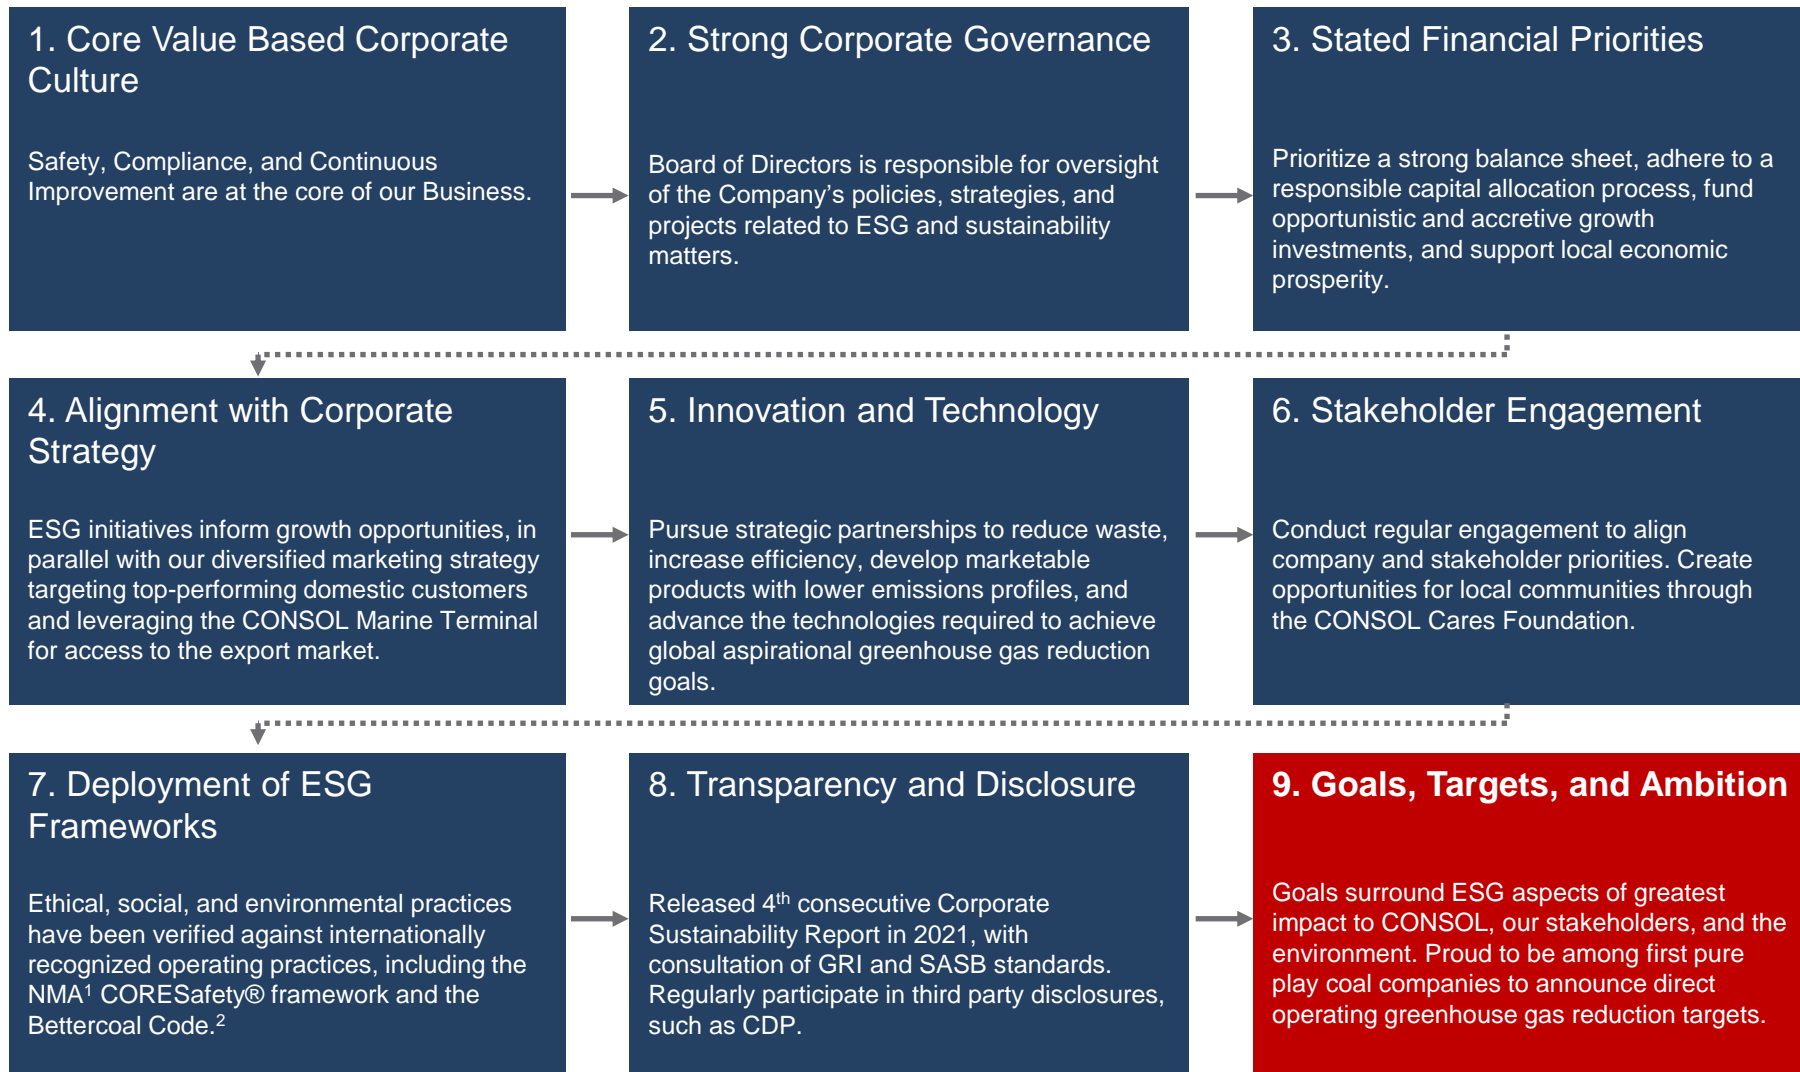 1. Core Value Based Corporate
Culture
Safety, Compliance, and Continuous
Improvement are at the core of our Business.
2. Strong Corporate Governance
Board of Directors is responsible for oversight
of the Company’s policies, strategies, and
projects related to ESG and sustainability
matters.
3. Stated Financial Priorities
Prioritize a strong balance sheet, adhere to a
responsible capital allocation process, fund
opportunistic and accretive growth
investments, and support local economic
prosperity.
4. Alignment with Corporate
Strategy
ESG initiatives inform growth opportunities, in
parallel with our diversified marketing strategy
targeting top-performing domestic customers
and leveraging the CONSOL Marine Terminal
for access to the export market.
5. Innovation and Technology
Pursue strategic partnerships to reduce waste,
increase efficiency, develop marketable
products with lower emissions profiles, and
advance the technologies required to achieve
global aspirational greenhouse gas reduction
goals.
6. Stakeholder Engagement
Conduct regular engagement to align
company and stakeholder priorities. Create
opportunities for local communities through
the CONSOL Cares Foundation.
7. Deployment of ESG
Frameworks
Ethical, social, and environmental practices
have been verified against internationally
recognized operating practices, including the
NMA¹ CORESafety® framework and the
Bettercoal Code.²
8. Transparency and Disclosure
Released 4th consecutive Corporate
Sustainability Report in 2021, with
consultation of GRI and SASB standards.
Regularly participate in third party disclosures,
such as CDP.
9. Goals, Targets, and Ambition
Goals surround ESG aspects of greatest
impact to CONSOL, our stakeholders, and the
environment. Proud to be among first pure
play coal companies to announce direct
operating greenhouse gas reduction targets.